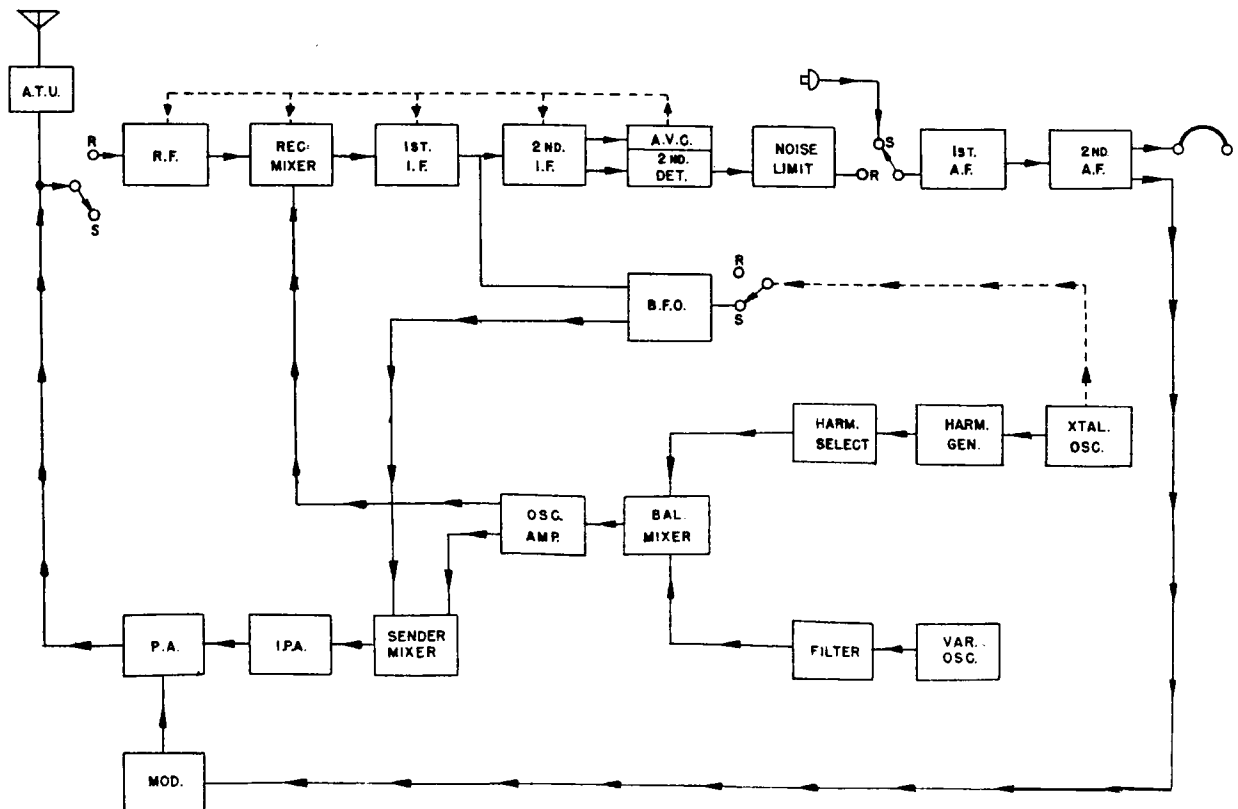 A.T.U.
R
R.F.
REC.
MIXER
1ST.
I.F.
2ND.
I.F.
A.V.C.
2ND.
DET.
NOISE
LIMIT
R
S
1ST.
A.F.
2ND.
A.F.
S
B.F.O.
R
S
HARM.
SELECT
HARM.
GEN.
XTAL.
OSC.
OSC.
AMP.
BAL.
MIXER
P.A.
I.P.A.
SENDER
MIXER
FILTER
VAR.
OSC.
MOD.